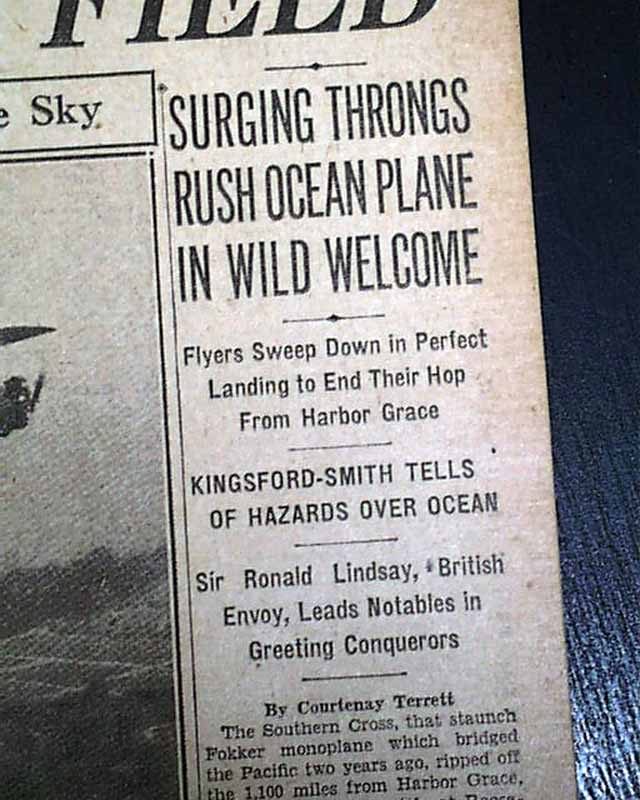 FIELD
e Sky
SURGING THRONGS
RUSH OCEAN PLANE
IN WILD WELCOME
Flyers Sweep Down in Perfect
Landing to End Their Hop
From Harbor Grace
KINGSFORD-SMITH TELLS
OF HAZARDS OVER OCEAN
Sir Ronald Lindsay, British
Envoy, Leads Notables in
Greeting Conquerors
By Courtenay Terrett
The Southern Cross, that staunch
Fokker monoplane which bridged
the Pacific two years ago, ripped off
the 1,100 miles from Harbor Grace,